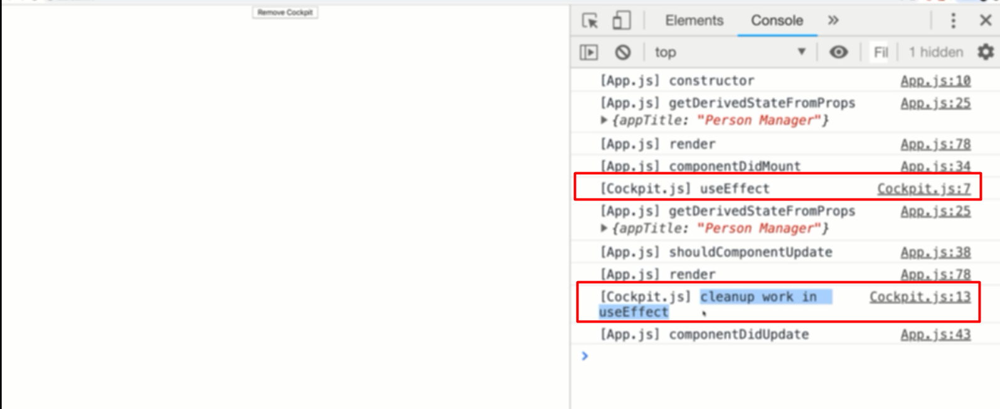 Remove Cockpit
Elements Console »
top ▼ Fil 1 hidden
[App.js] constructor App.js:10
[App.js] getDerivedStateFromProps App.js:25
▶{appTitle: "Person Manager"}
[App.js] render App.js:78
[App.js] componentDidMount App.js:34
[Cockpit.js] useEffect Cockpit.js:7
[App.js] getDerivedStateFromProps App.js:25
▶{appTitle: "Person Manager"}
[App.js] shouldComponentUpdate App.js:38
[App.js] render App.js:78
[Cockpit.js] cleanup work in Cockpit.js:13
useEffect
[App.js] componentDidUpdate App.js:43